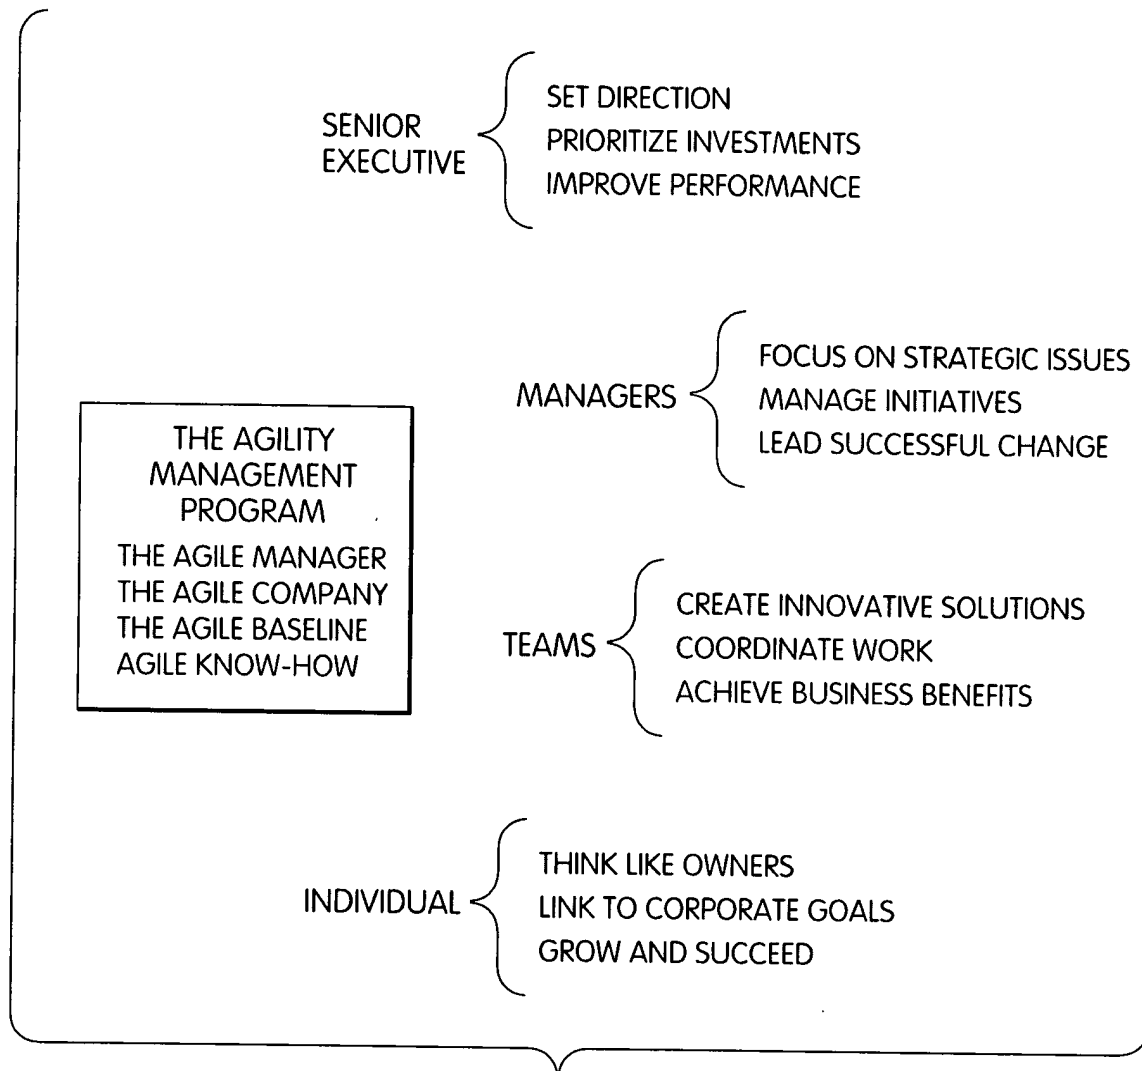 SENIOR
EXECUTIVE
SET DIRECTION
PRIORITIZE INVESTMENTS
IMPROVE PERFORMANCE
MANAGERS
FOCUS ON STRATEGIC ISSUES
MANAGE INITIATIVES
LEAD SUCCESSFUL CHANGE
THE AGILITY
MANAGEMENT
PROGRAM
THE AGILE MANAGER
THE AGILE COMPANY
THE AGILE BASELINE
AGILE KNOW-HOW
TEAMS
CREATE INNOVATIVE SOLUTIONS
COORDINATE WORK
ACHIEVE BUSINESS BENEFITS
INDIVIDUAL
THINK LIKE OWNERS
LINK TO CORPORATE GOALS
GROW AND SUCCEED